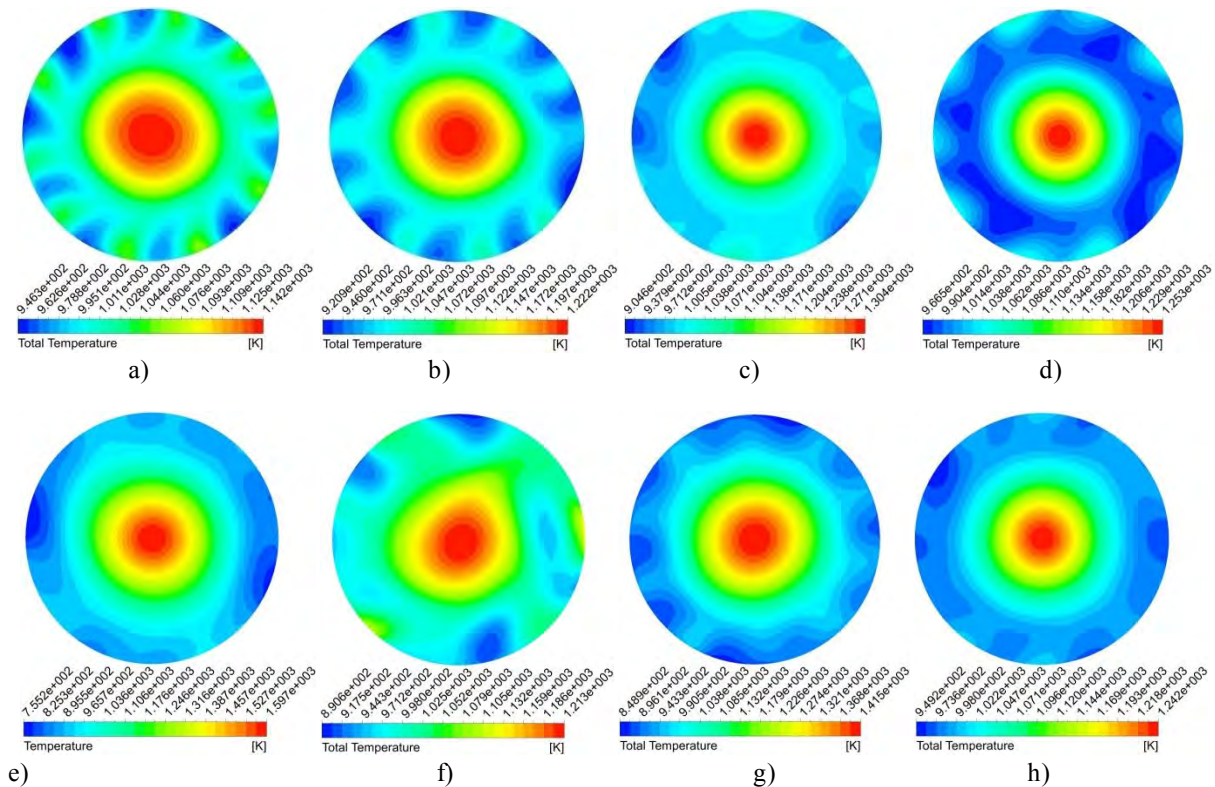 9.463e+002 9.626e+002 9.788e+002 9.951e+002 1.011e+003 1.028e+003 1.044e+003 1.060e+003 1.076e+003 1.093e+003 1.109e+003 1.125e+003 1.142e+003
Total Temperature [K]
a)
9.209e+002 9.460e+002 9.711e+002 9.963e+002 1.021e+003 1.047e+003 1.072e+003 1.097e+003 1.122e+003 1.147e+003 1.172e+003 1.197e+003 1.222e+003
Total Temperature [K]
b)
9.046e+002 9.379e+002 9.712e+002 1.005e+003 1.038e+003 1.071e+003 1.104e+003 1.138e+003 1.171e+003 1.204e+003 1.238e+003 1.271e+003 1.304e+003
Total Temperature [K]
c)
9.665e+002 9.904e+002 1.014e+003 1.038e+003 1.062e+003 1.086e+003 1.110e+003 1.134e+003 1.158e+003 1.182e+003 1.206e+003 1.229e+003 1.253e+003
Total Temperature [K]
d)
7.552e+002 8.253e+002 8.955e+002 9.657e+002 1.036e+003 1.106e+003 1.176e+003 1.246e+003 1.316e+003 1.387e+003 1.457e+003 1.527e+003 1.597e+003
Temperature [K]
e)
8.906e+002 9.175e+002 9.443e+002 9.712e+002 9.980e+002 1.025e+003 1.052e+003 1.079e+003 1.105e+003 1.132e+003 1.159e+003 1.186e+003 1.213e+003
Total Temperature [K]
f)
8.489e+002 8.961e+002 9.433e+002 9.905e+002 1.038e+003 1.085e+003 1.132e+003 1.179e+003 1.226e+003 1.274e+003 1.321e+003 1.368e+003 1.415e+003
Total Temperature [K]
g)
9.492e+002 9.736e+002 9.980e+002 1.022e+003 1.047e+003 1.071e+003 1.096e+003 1.120e+003 1.144e+003 1.169e+003 1.193e+003 1.218e+003 1.242e+003
Total Temperature [K]
h)